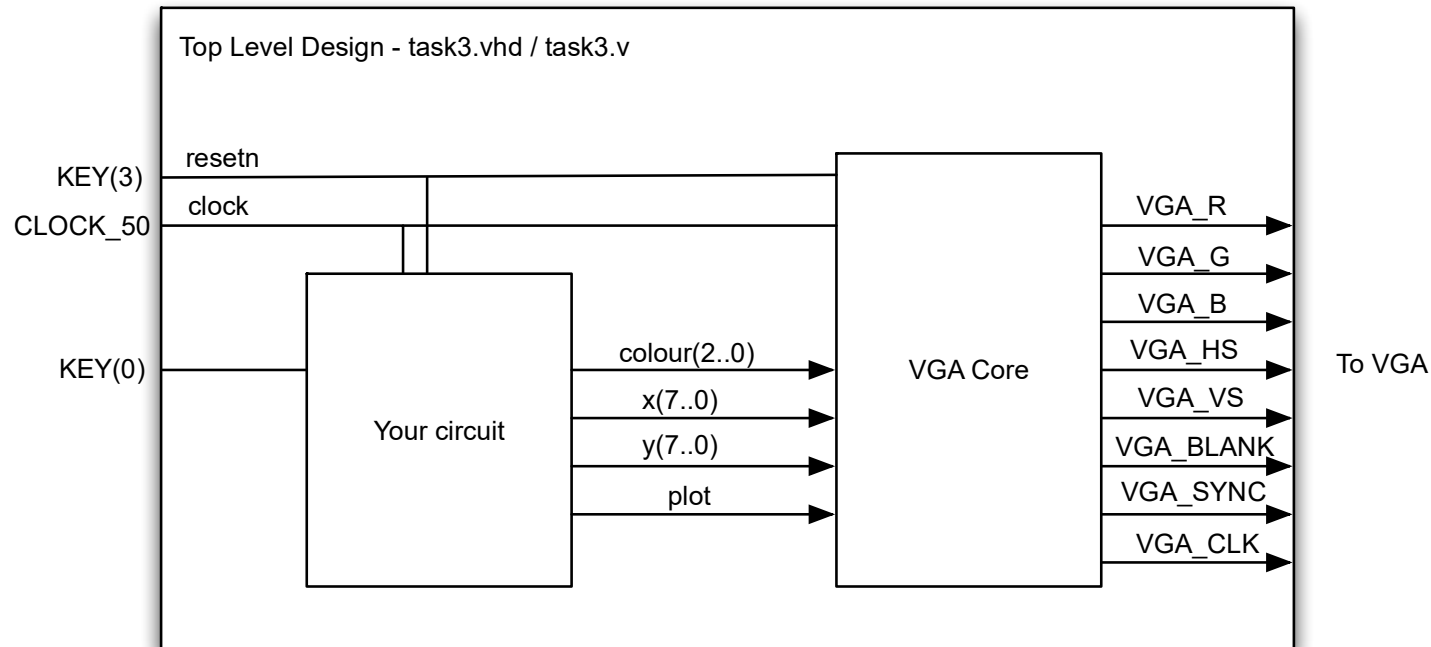 Top Level Design - task3.vhd / task3.v
resetn
KEY(3)
clock
CLOCK_50
KEY(0)
Your circuit
colour(2..0)
x(7..0)
y(7..0)
plot
VGA Core
VGA_R
VGA_G
VGA_B
VGA_HS
VGA_VS
VGA_BLANK
VGA_SYNC
VGA_CLK
To VGA